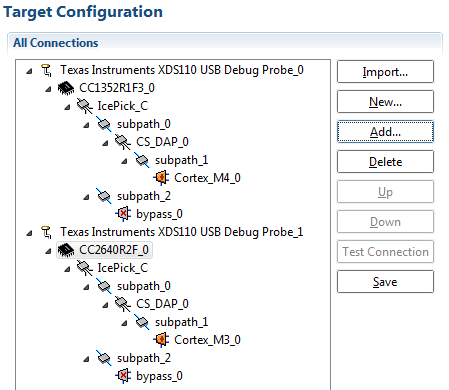 Target Configuration
All Connections
Texas Instruments XDS110 USB Debug Probe_0
CC1352R1F3_0
IcePick_C
subpath_0
CS_DAP_0
subpath_1
Cortex_M4_0
subpath_2
bypass_0
Texas Instruments XDS110 USB Debug Probe_1
CC2640R2F_0
IcePick_C
subpath_0
CS_DAP_0
subpath_1
Cortex_M3_0
subpath_2
bypass_0
Import...
New...
Add...
Delete
Up
Down
Test Connection
Save